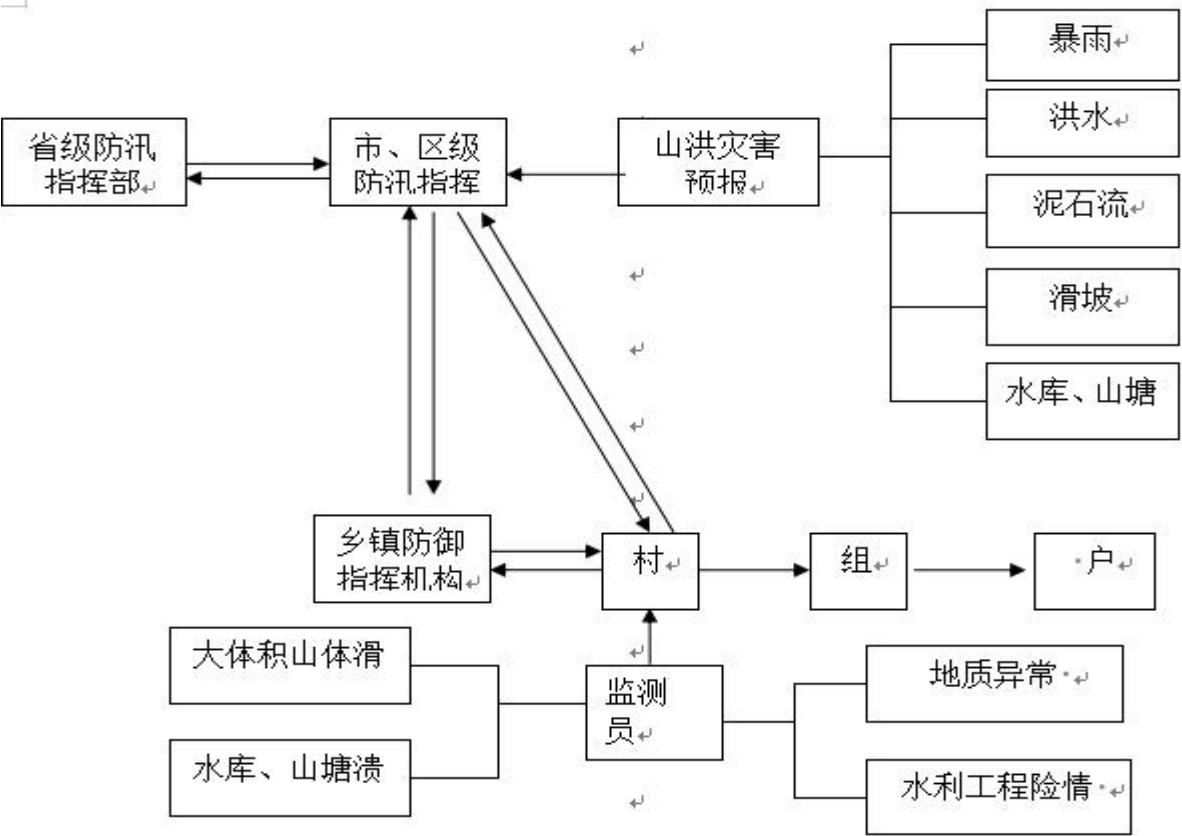 暴雨
洪水
省级防汛
指挥部
市、区级
防汛指挥
山洪灾害
预报
泥石流
滑坡
水库、山塘
乡镇防御
指挥机构
村
组
户
大体积山体滑
监测
员
地质异常
水库、山塘溃
水利工程险情